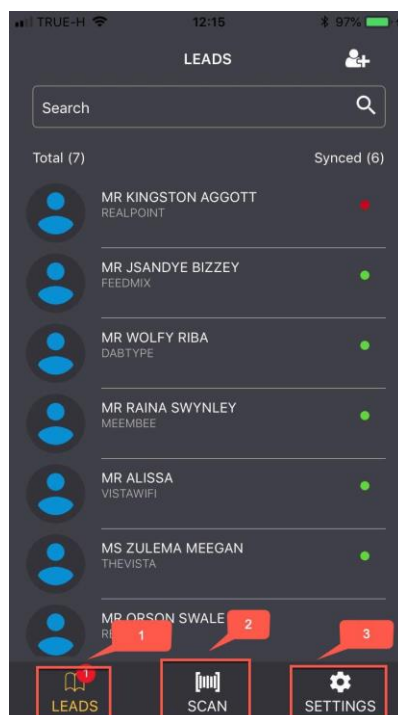 TRUE-H 12:15 97%
LEADS
Search
Total (7) Synced (6)
MR KINGSTON AGGOTT
REALPOINT
MR JSANDYE BIZZEY
FEEDMIX
MR WOLFY RIBA
DABTYPE
MR RAINA SWYNLEY
MEEMBEE
MR ALISSA
VISTAWIFI
MS ZULEMA MEEGAN
THEVISTA
MR ORSON SWALE
1 2 3
1
LEADS SCAN SETTINGS